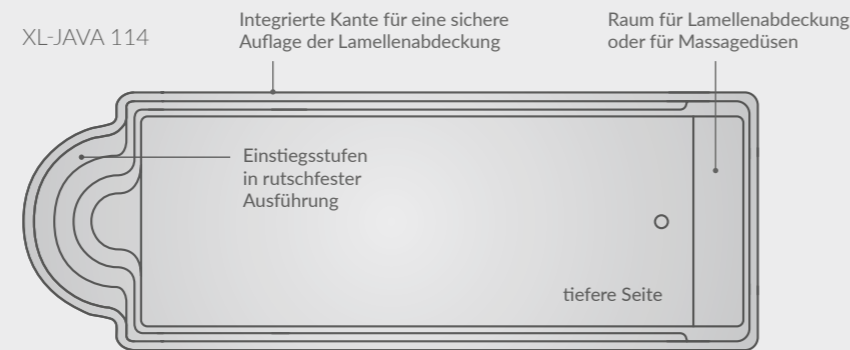 XL-JAVA 114
Integrierte Kante für eine sichere
Auflage der Lamellenabdeckung
Raum für Lamellenabdeckung
oder für Massagedüsen
Einstiegsstufen
in rutschfester
Ausführung
tiefere Seite